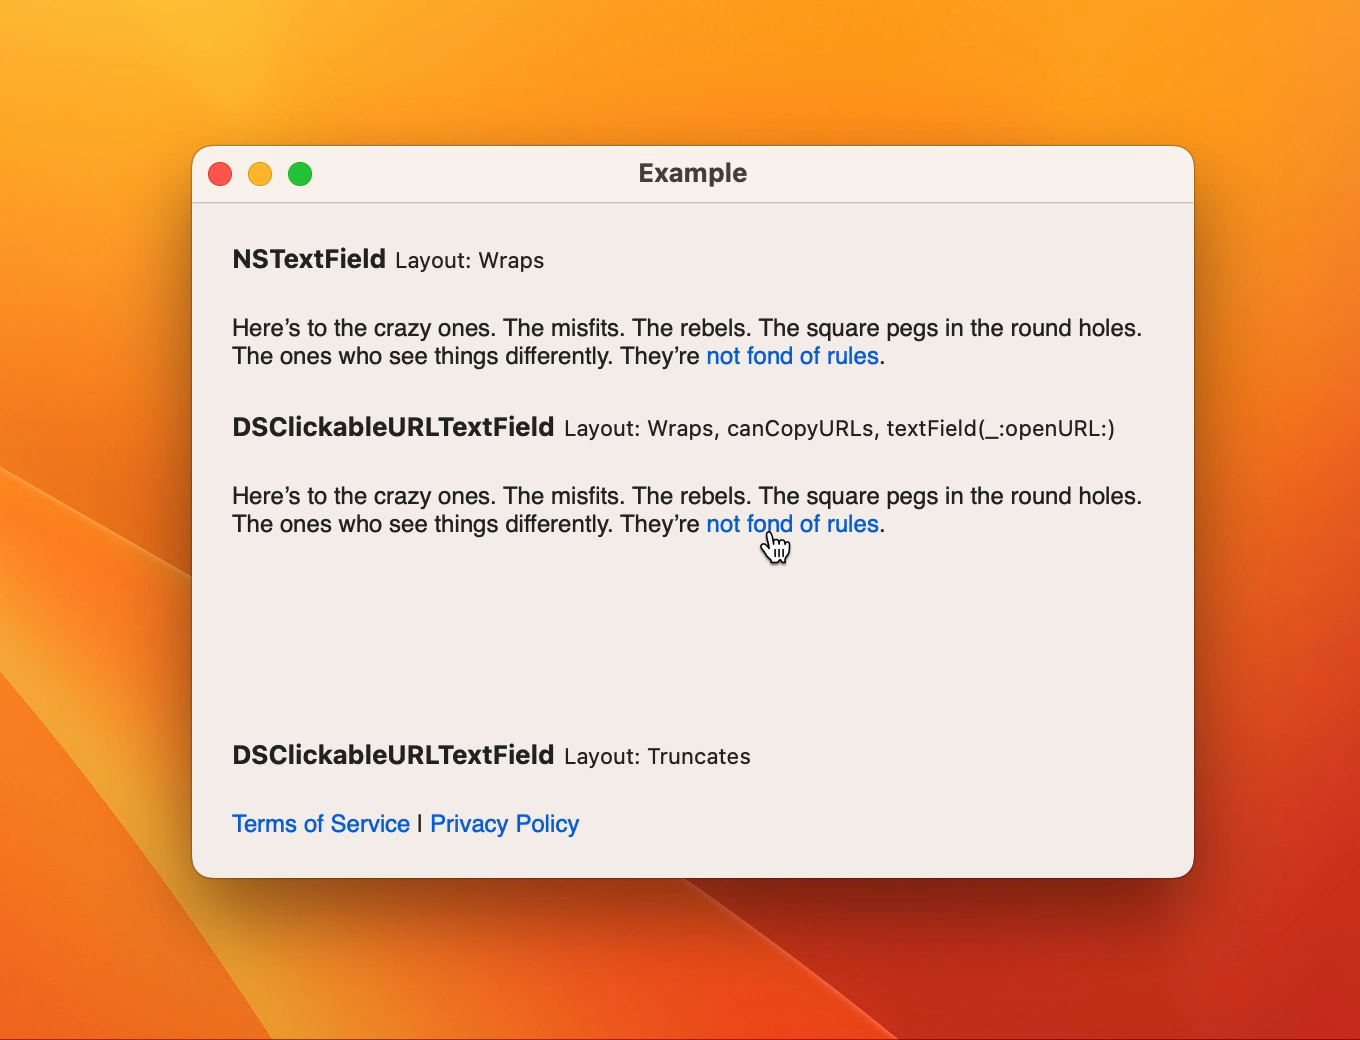 Example
NSTextField Layout: Wraps
Here’s to the crazy ones. The misfits. The rebels. The square pegs in the round holes.
The ones who see things differently. They’re not fond of rules.
DSClickableURLTextField Layout: Wraps, canCopyURLs, textField(_:openURL:)
Here’s to the crazy ones. The misfits. The rebels. The square pegs in the round holes.
The ones who see things differently. They’re not fond of rules.
DSClickableURLTextField Layout: Truncates
Terms of Service | Privacy Policy